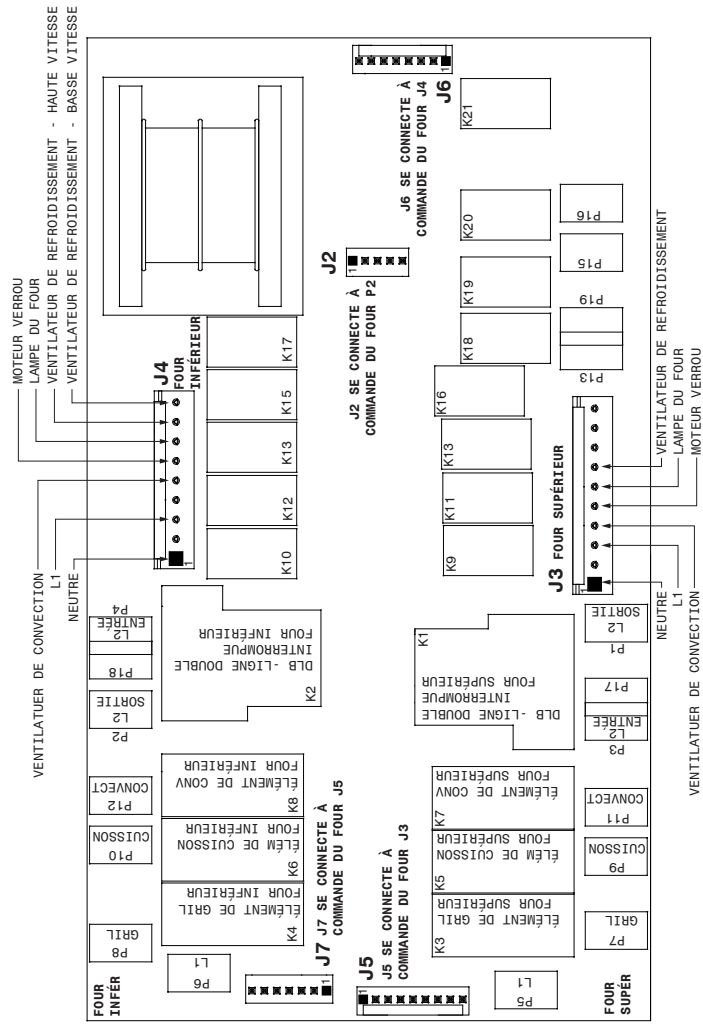 MOTEUR VERROU
LAMPE DU FOUR
VENTILATEUR DE REFROIDISSEMENT - HAUTE VITESSE
VENTILATEUR DE REFROIDISSEMENT - BASSE VITESSE
VENTILATUER DE CONVECTION
L1
NEUTRE
J4
FOUR
INFÉRIEUR
1
K10
K12
K13
K15
K17
P4
L2
ENTRÉE
P18
P2
L2
SORTIE
P12
CONVECT
P10
CUISSON
P8
GRIL
P6
L1
FOUR
INFÉR
DLB -LIGNE DOUBLE
INTERROMPUE
FOUR INFÉRIEUR
K2
ÉLÉMENT DE CONV
FOUR INFÉRIEUR
K8
ÉLÉM DE CUISSON
FOUR INFÉRIEUR
K6
ÉLÉMENT DE GRIL
FOUR INFÉRIEUR
K4
J7
J7 SE CONNECTE À
COMMANDE DU FOUR J5
1
J5
J5 SE CONNECTE À
COMMANDE DU FOUR J3
1
J2
1
J2 SE CONNECTE À
COMMANDE DU FOUR P2
J6
1
J6 SE CONNECTE À
COMMANDE DU FOUR J4
K21
K20
K19
K18
K16
K13
K11
K9
P16
P15
P19
P13
K1
DLB -LIGNE DOUBLE
INTERROMPUE
FOUR SUPÉRIEUR
K7
ÉLÉMENT DE CONV
FOUR SUPÉRIEUR
K5
ÉLÉM DE CUISSON
FOUR SUPÉRIEUR
K3
ÉLÉMENT DE GRIL
FOUR SUPÉRIEUR
J3 FOUR SUPÉRIEUR
1
P1
L2
SORTIE
P17
P3
L2
ENTRÉE
P11
CONVECT
P9
CUISSON
P7
GRIL
P5
L1
FOUR
SUPÉR
VENTILATEUR DE REFROIDISSEMENT
LAMPE DU FOUR
MOTEUR VERROU
NEUTRE
L1
VENTILATUER DE CONVECTION